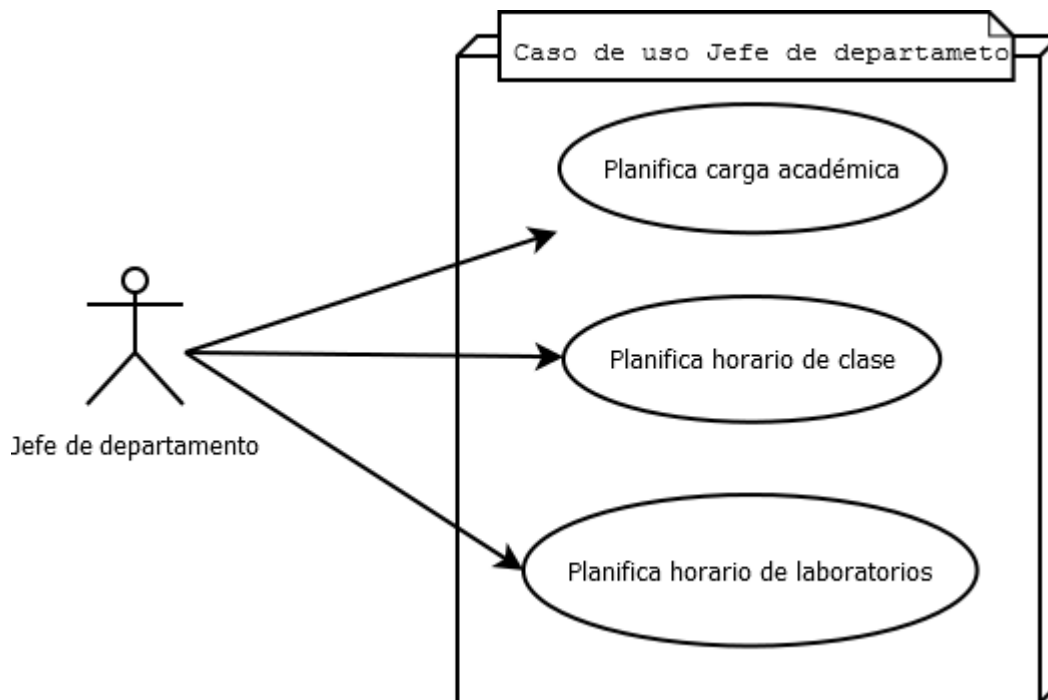 Caso de uso Jefe de departameto
Planifica carga académica
Planifica horario de clase
Jefe de departamento
Planifica horario de laboratorios